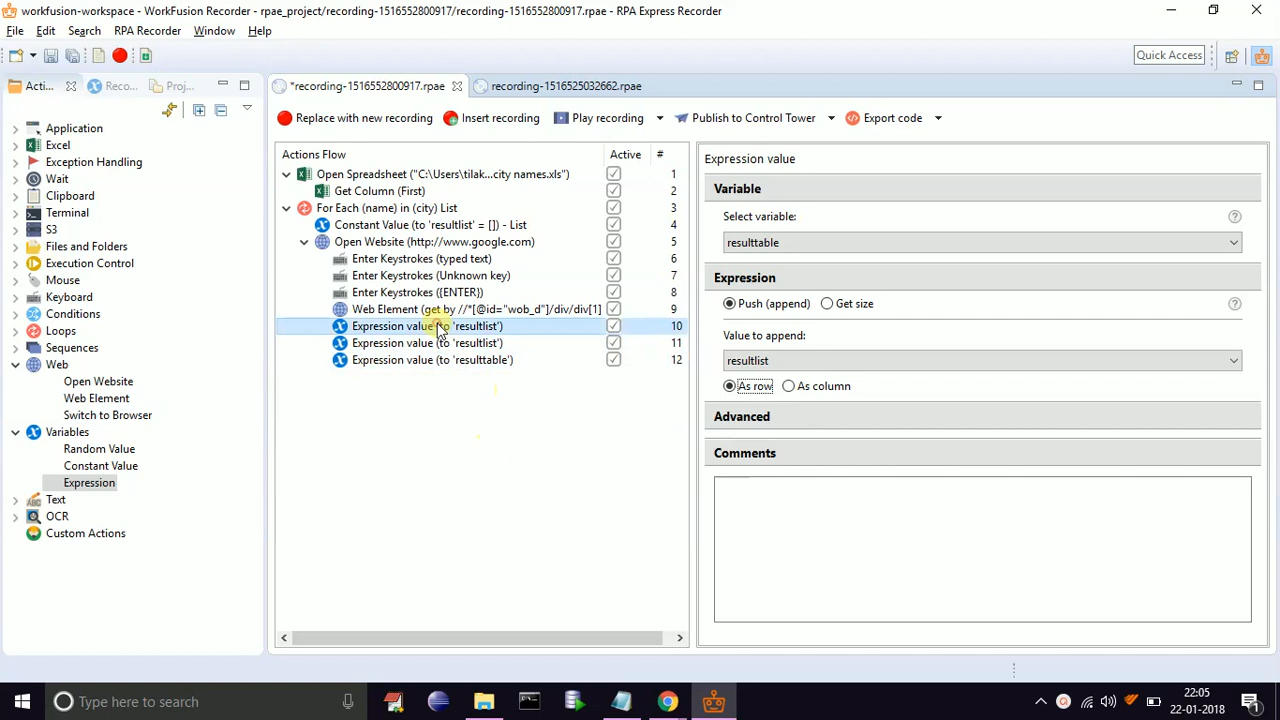 workfusion-workspace - WorkFusion Recorder - rpae_project/recording-1516552800917/recording-1516552800917.rpae - RPA Express Recorder
File Edit Search RPA Recorder Window Help
Quick Access
Acti... Reco... Proj...
*recording-1516552800917.rpae recording-1516525032662.rpae
Replace with new recording Insert recording Play recording Publish to Control Tower Export code
Application
Excel
Exception Handling
Wait
Clipboard
Terminal
S3
Files and Folders
Execution Control
Mouse
Keyboard
Conditions
Loops
Sequences
Web
Open Website
Web Element
Switch to Browser
Variables
Random Value
Constant Value
Expression
Text
OCR
Custom Actions
Actions Flow Active #
Open Spreadsheet ("C:\Users\tilak...city names.xls") 1
Get Column (First) 2
For Each (name) in (city) List 3
Constant Value (to 'resultlist' = []) - List 4
Open Website (http://www.google.com) 5
Enter Keystrokes (typed text) 6
Enter Keystrokes (Unknown key) 7
Enter Keystrokes ({ENTER}) 8
Web Element (get by //*[@id="wob_d"]/div/div[1] 9
Expression value (to 'resultlist') 10
Expression value (to 'resultlist') 11
Expression value (to 'resulttable') 12
Expression value
Variable
Select variable:
resulttable
Expression
Push (append) Get size
Value to append:
resultlist
As row As column
Advanced
Comments
Type here to search
22:05
22-01-2018
1